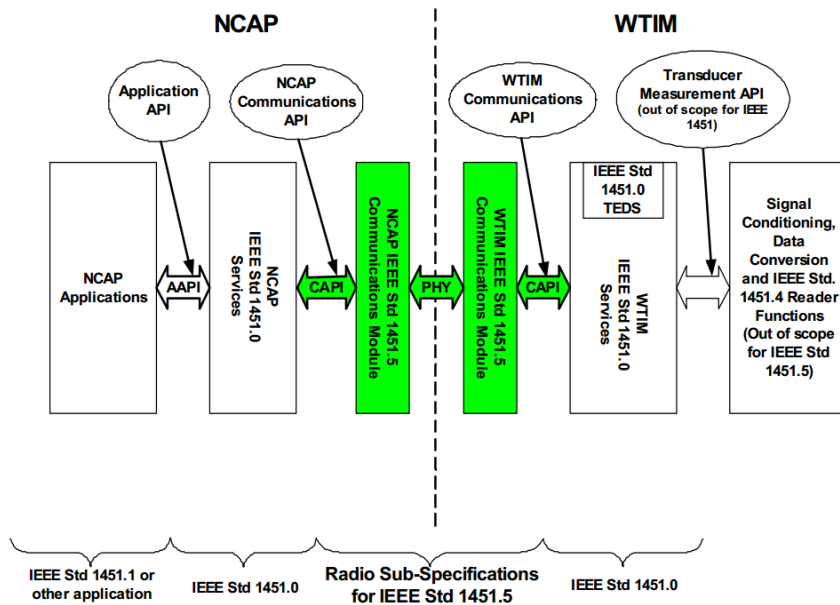 NCAP
WTIM
Application
API
NCAP
Communications
API
WTIM
Communications
API
Transducer
Measurement API
(out of scope for IEEE
1451)
NCAP
Applications
AAPI
NCAP
IEEE Std 1451.0
Services
CAPI
NCAP IEEE Std 1451.5
Communications Module
PHY
WTIM IEEE Std 1451.5
Communications Module
CAPI
IEEE Std
1451.0
TEDS
WTIM
IEEE Std 1451.0
Services
Signal
Conditioning,
Data
Conversion
and IEEE Std.
1451.4 Reader
Functions
(Out of scope
for IEEE Std
1451.5)
IEEE Std 1451.1 or
other application
IEEE Std 1451.0
Radio Sub-Specifications
for IEEE Std 1451.5
IEEE Std 1451.0